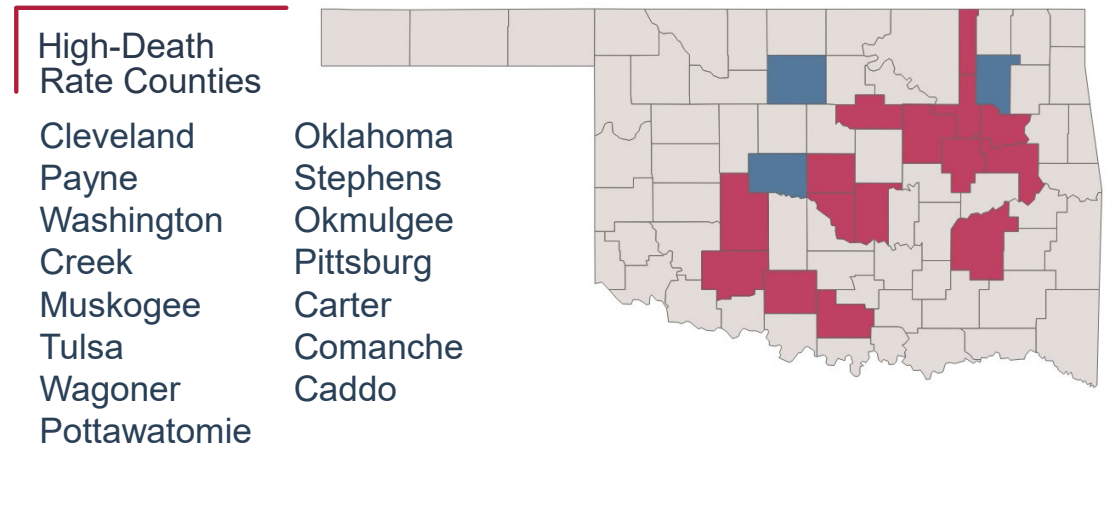 High-Death
Rate Counties
Cleveland
Payne
Washington
Creek
Muskogee
Tulsa
Wagoner
Pottawatomie
Oklahoma
Stephens
Okmulgee
Pittsburg
Carter
Comanche
Caddo